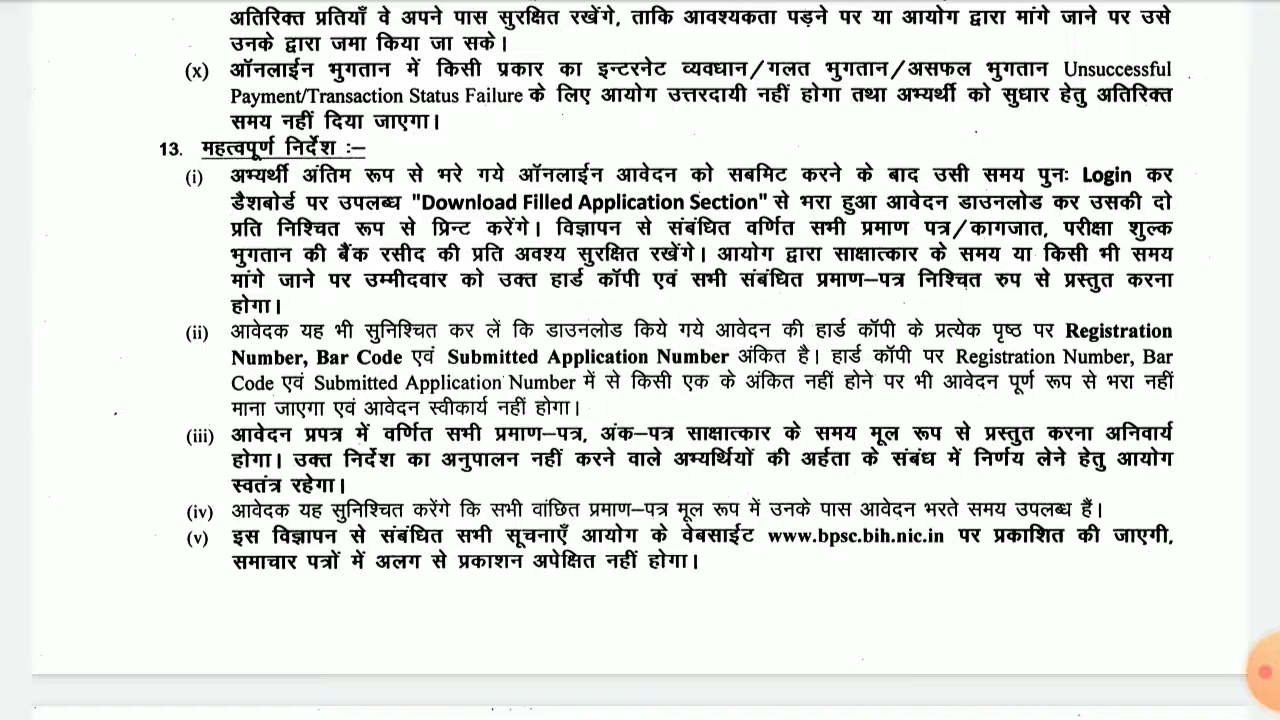 अतिरिक्त प्रतियाँ वे अपने पास सुरक्षित रखेंगे, ताकि आवश्यकता पड़ने पर या आयोग द्वारा मांगे जाने पर उसे
उनके द्वारा जमा किया जा सके।
(x) ऑनलाईन भुगतान में किसी प्रकार का इन्टरनेट व्यवधान/गलत भुगतान/असफल भुगतान Unsuccessful
Payment/Transaction Status Failure के लिए आयोग उत्तरदायी नहीं होगा तथा अभ्यर्थी को सुधार हेतु अतिरिक्त
समय नहीं दिया जाएगा।
13. महत्वपूर्ण निर्देश :–
(i) अभ्यर्थी अंतिम रूप से भरे गये ऑनलाईन आवेदन को सबमिट करने के बाद उसी समय पुनः Login कर
डैशबोर्ड पर उपलब्ध "Download Filled Application Section" से भरा हुआ आवेदन डाउनलोड कर उसकी दो
प्रति निश्चित रूप से प्रिन्ट करेंगे। विज्ञापन से संबंधित वर्णित सभी प्रमाण पत्र/कागजात, परीक्षा शुल्क
भुगतान की बैंक रसीद की प्रति अवश्य सुरक्षित रखेंगे। आयोग द्वारा साक्षात्कार के समय या किसी भी समय
मांगे जाने पर उम्मीदवार को उक्त हार्ड कॉपी एवं सभी संबंधित प्रमाण–पत्र निश्चित रुप से प्रस्तुत करना
होगा।
(ii) आवेदक यह भी सुनिश्चित कर लें कि डाउनलोड किये गये आवेदन की हार्ड कॉपी के प्रत्येक पृष्ठ पर Registration
Number, Bar Code एवं Submitted Application Number अंकित है। हार्ड कॉपी पर Registration Number, Bar
Code एवं Submitted Application Number में से किसी एक के अंकित नहीं होने पर भी आवेदन पूर्ण रूप से भरा नहीं
माना जाएगा एवं आवेदन स्वीकार्य नहीं होगा।
(iii) आवेदन प्रपत्र में वर्णित सभी प्रमाण–पत्र, अंक–पत्र साक्षात्कार के समय मूल रूप से प्रस्तुत करना अनिवार्य
होगा। उक्त निर्देश का अनुपालन नहीं करने वाले अभ्यर्थियों की अर्हता के संबंध में निर्णय लेने हेतु आयोग
स्वतंत्र रहेगा।
(iv) आवेदक यह सुनिश्चित करेंगे कि सभी वांछित प्रमाण–पत्र मूल रूप में उनके पास आवेदन भरते समय उपलब्ध हैं।
(v) इस विज्ञापन से संबंधित सभी सूचनाएँ आयोग के वेबसाईट www.bpsc.bih.nic.in पर प्रकाशित की जाएगी,
समाचार पत्रों में अलग से प्रकाशन अपेक्षित नहीं होगा।